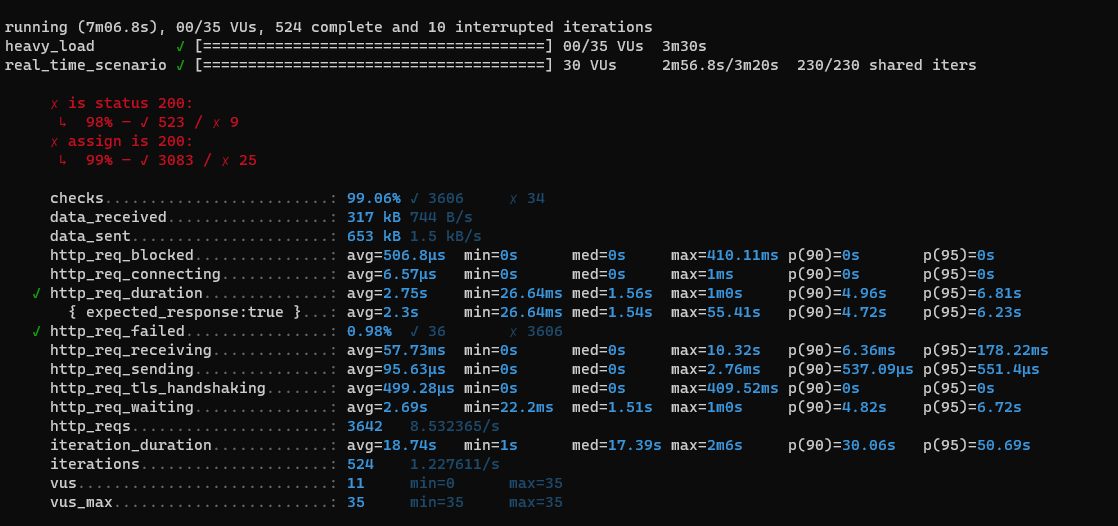 running (7m06.8s), 00/35 VUs, 524 complete and 10 interrupted iterations
heavy_load         ✓ [======================================] 00/35 VUs  3m30s
real_time_scenario ✓ [======================================] 30 VUs     2m56.8s/3m20s  230/230 shared iters
✗ is status 200:
↳  98% — ✓ 523 / ✗ 9
✗ assign is 200:
↳  99% — ✓ 3083 / ✗ 25
checks.........................: 99.06% ✓ 3606     ✗ 34
data_received..................: 317 kB 744 B/s
data_sent......................: 653 kB 1.5 kB/s
http_req_blocked...............: avg=506.8µs  min=0s      med=0s     max=410.11ms p(90)=0s       p(95)=0s
http_req_connecting............: avg=6.57µs   min=0s      med=0s     max=1ms      p(90)=0s       p(95)=0s
✓ http_req_duration..............: avg=2.75s    min=26.64ms med=1.56s  max=1m0s     p(90)=4.96s    p(95)=6.81s
{ expected_response:true }...: avg=2.3s     min=26.64ms med=1.54s  max=55.41s   p(90)=4.72s    p(95)=6.23s
✓ http_req_failed................: 0.98%  ✓ 36       ✗ 3606
http_req_receiving.............: avg=57.73ms  min=0s      med=0s     max=10.32s   p(90)=6.36ms   p(95)=178.22ms
http_req_sending...............: avg=95.63µs  min=0s      med=0s     max=2.76ms   p(90)=537.09µs p(95)=551.4µs
http_req_tls_handshaking.......: avg=499.28µs min=0s      med=0s     max=409.52ms p(90)=0s       p(95)=0s
http_req_waiting...............: avg=2.69s    min=22.2ms  med=1.51s  max=1m0s     p(90)=4.82s    p(95)=6.72s
http_reqs......................: 3642   8.532365/s
iteration_duration.............: avg=18.74s   min=1s      med=17.39s max=2m6s     p(90)=30.06s   p(95)=50.69s
iterations.....................: 524    1.227611/s
vus............................: 11     min=0      max=35
vus_max........................: 35     min=35     max=35